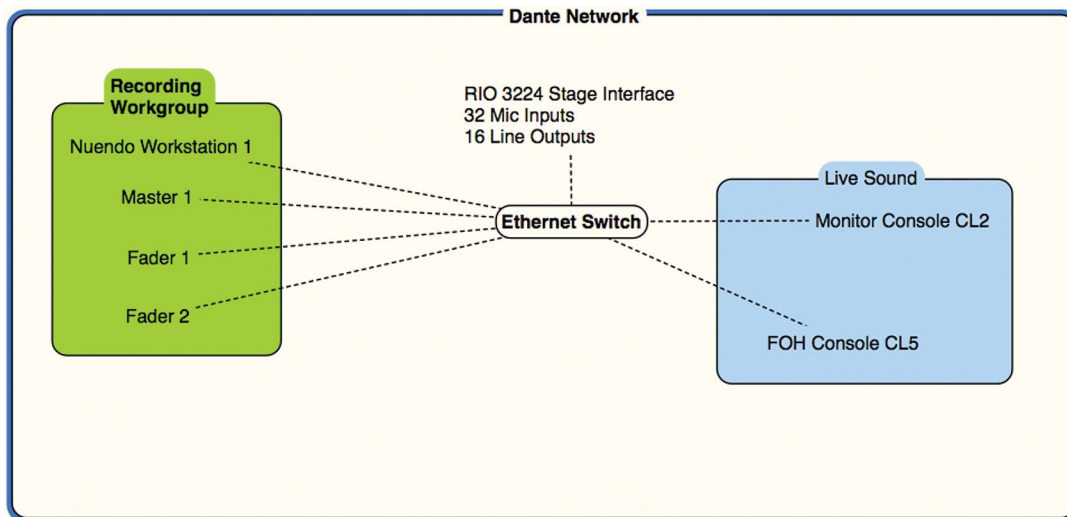 Dante Network
Recording
Workgroup
Nuendo Workstation 1
Master 1
Fader 1
Fader 2
RIO 3224 Stage Interface
32 Mic Inputs
16 Line Outputs
Ethernet Switch
Live Sound
Monitor Console CL2
FOH Console CL5